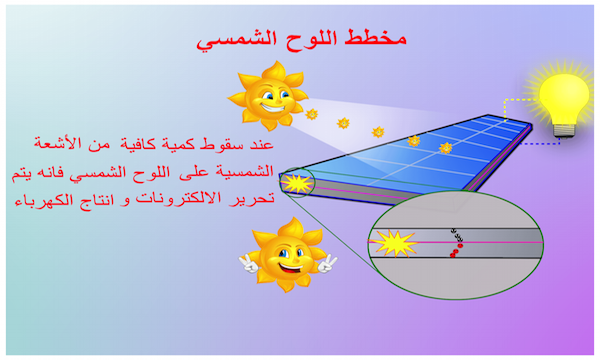 مخطط اللوح الشمسي
عند سقوط كمية كافية من الأشعة
الشمسية على اللوح الشمسي فانه يتم
تحرير الالكترونات و انتاج الكهرباء